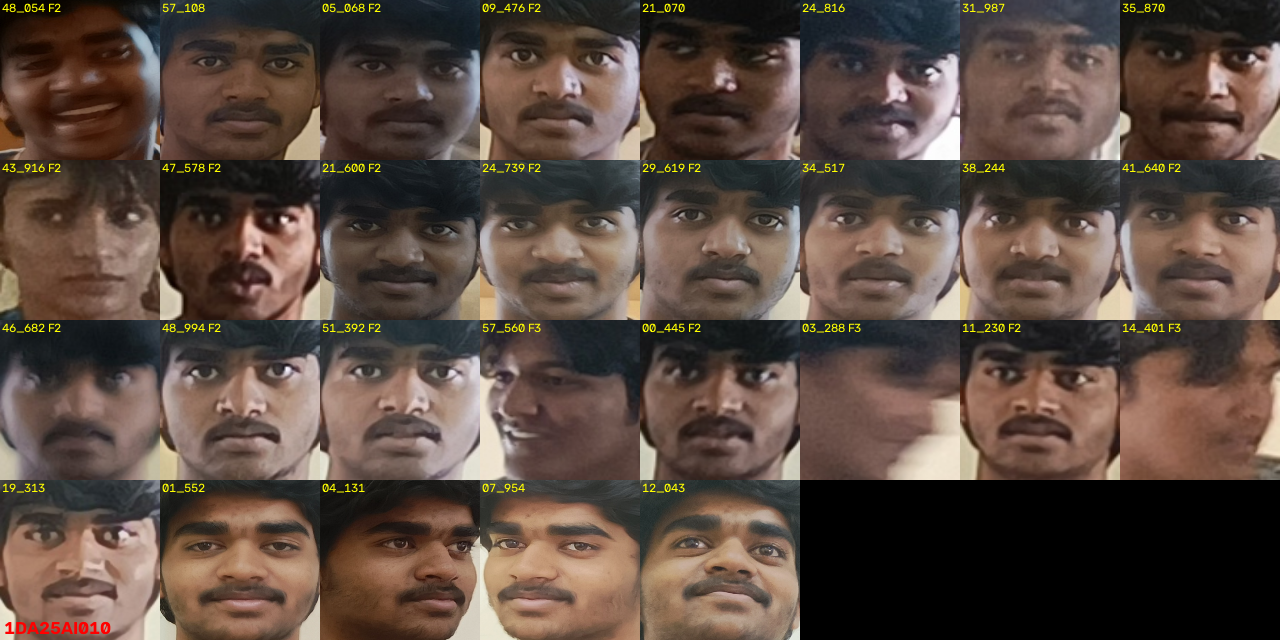 48_054 F2
57_108
05_068 F2
09_476 F2
21_070
24_816
31_987
35_870
43_916 F2
47_578 F2
21_600 F2
24_739 F2
29_619 F2
34_517
38_244
41_640 F2
46_682 F2
48_994 F2
51_392 F2
57_560 F3
00_445 F2
03_288 F3
11_230 F2
14_401 F3
19_313
01_552
04_131
07_954
12_043
1DA25AI010